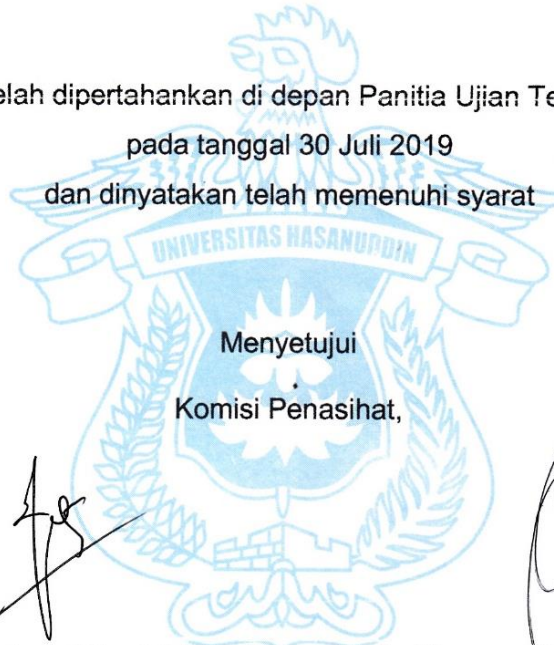 elah dipertahankan di depan Panitia Ujian Te
pada tanggal 30 Juli 2019
dan dinyatakan telah memenuhi syarat
UNIVERSITAS HASANUDDIN
Menyetujui
Komisi Penasihat,